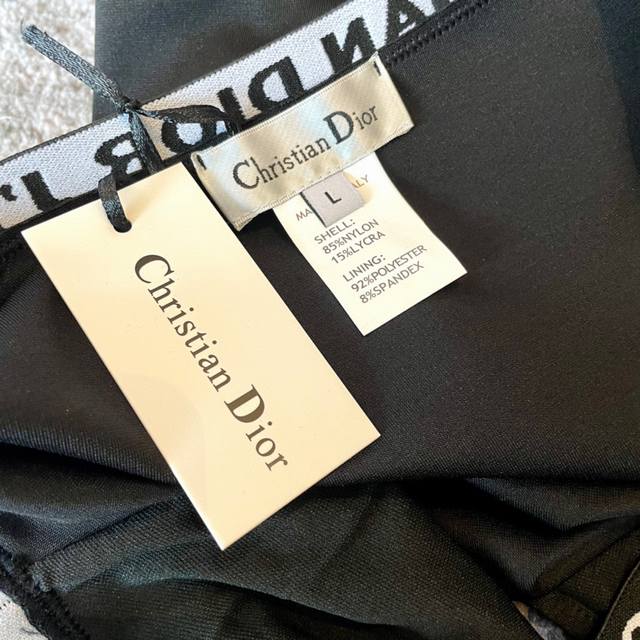 Christian Dior
L
SHELL:
85%NYLON
15%LYCRA
LINING:
92%POLYESTER
8%SPANDEX
Christian Dior